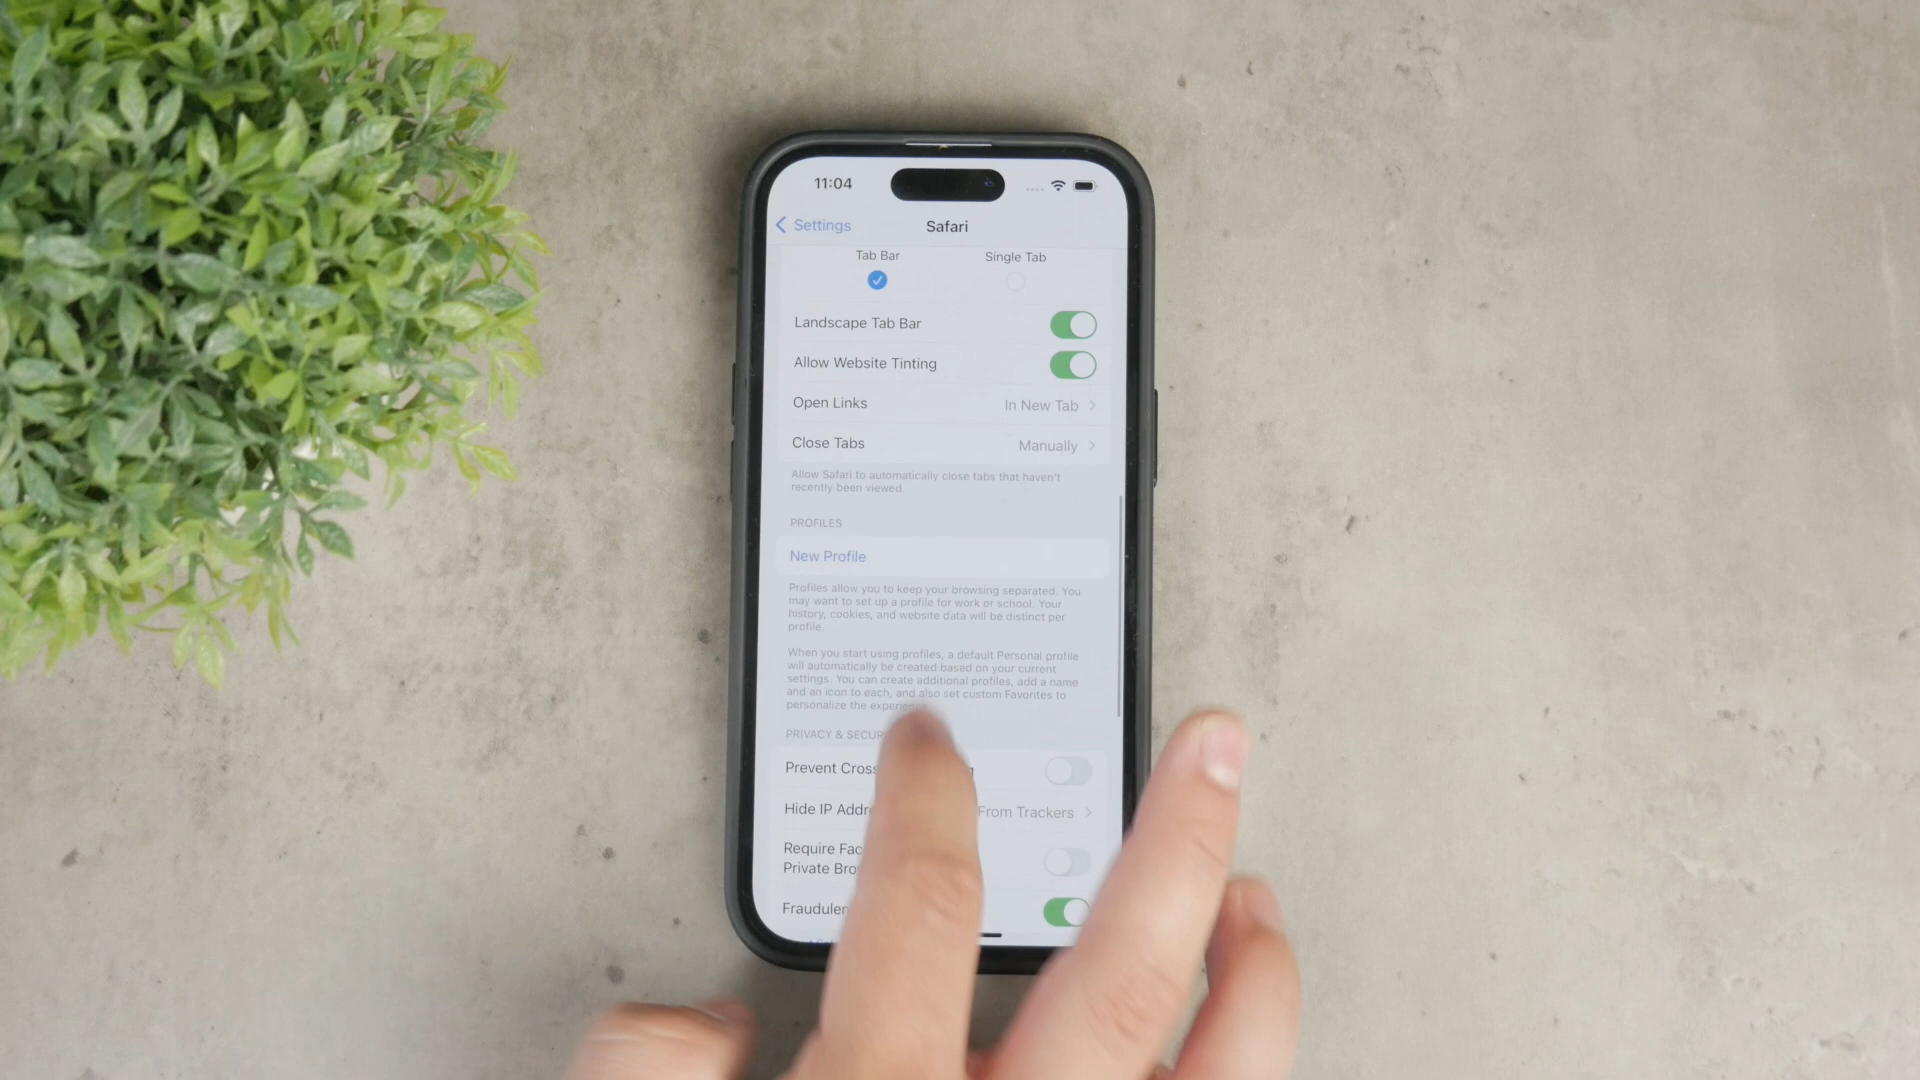 11:04
Settings
Safari
Tab Bar
Single Tab
Landscape Tab Bar
Allow Website Tinting
Open Links
In New Tab
Close Tabs
Manually
Allow Safari to automatically close tabs that haven't
recently been viewed.
PROFILES
New Profile
Profiles allow you to keep your browsing separated. You
may want to set up a profile for work or school. Your
history, cookies, and website data will be distinct per
profile.
When you start using profiles, a default Personal profile
will automatically be created based on your current
settings. You can create additional profiles, add a name
and an icon to each, and also set custom Favorites to
personalize the experience
PRIVACY & SECUR
Prevent Cross
Hide IP Addr
From Trackers
Require Fac
Private Bro
Fraudulen